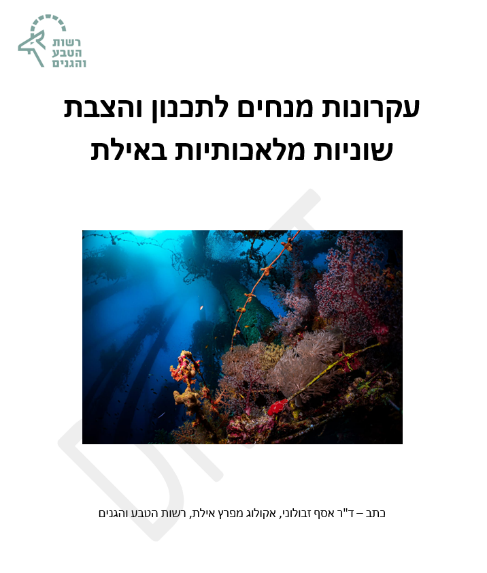 רשות
הטבע
והגנים
עקרונות מנחים לתכנון והצבת
שוניות מלאכותיות באילת
DRAFT
כתב – ד"ר אסף זבולוני, אקולוג מפרץ אילת, רשות הטבע והגנים